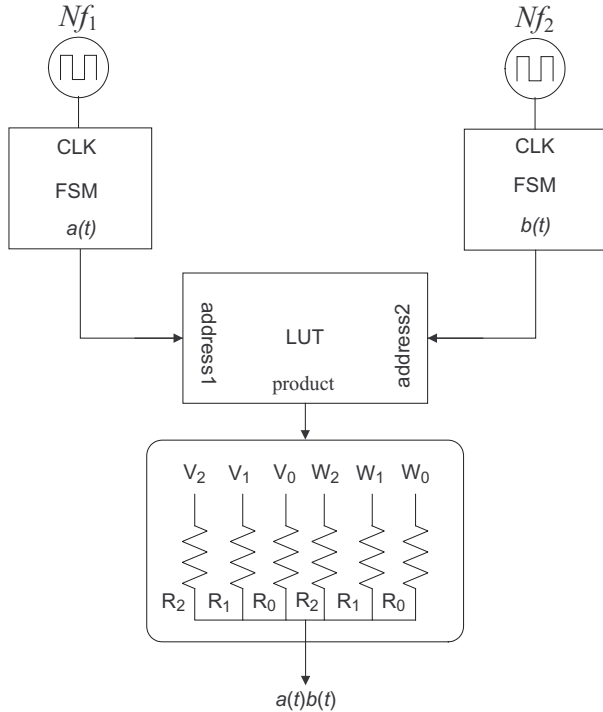 Nf₁ Nf₂
CLK CLK
FSM FSM
a(t) b(t)
address1 LUT address2
product
V₂ V₁ V₀ W₂ W₁ W₀
R₂ R₁ R₀ R₂ R₁ R₀
a(t)b(t)